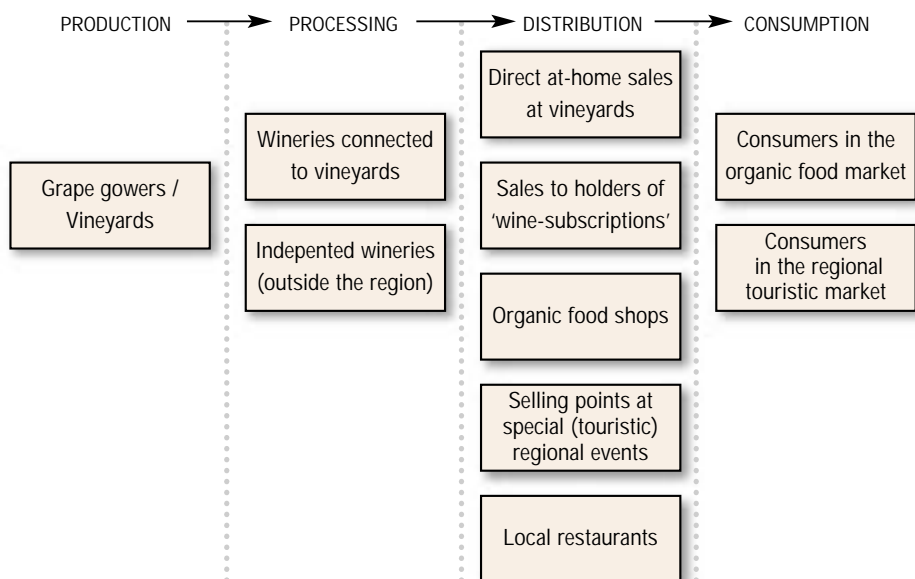 PRODUCTION
PROCESSING
DISTRIBUTION
CONSUMPTION
Grape gowers /
Vineyards
Wineries connected
to vineyards
Indepented wineries
(outside the region)
Direct at-home sales
at vineyards
Sales to holders of
‘wine-subscriptions’
Organic food shops
Selling points at
special (touristic)
regional events
Local restaurants
Consumers in the
organic food market
Consumers
in the regional
touristic market